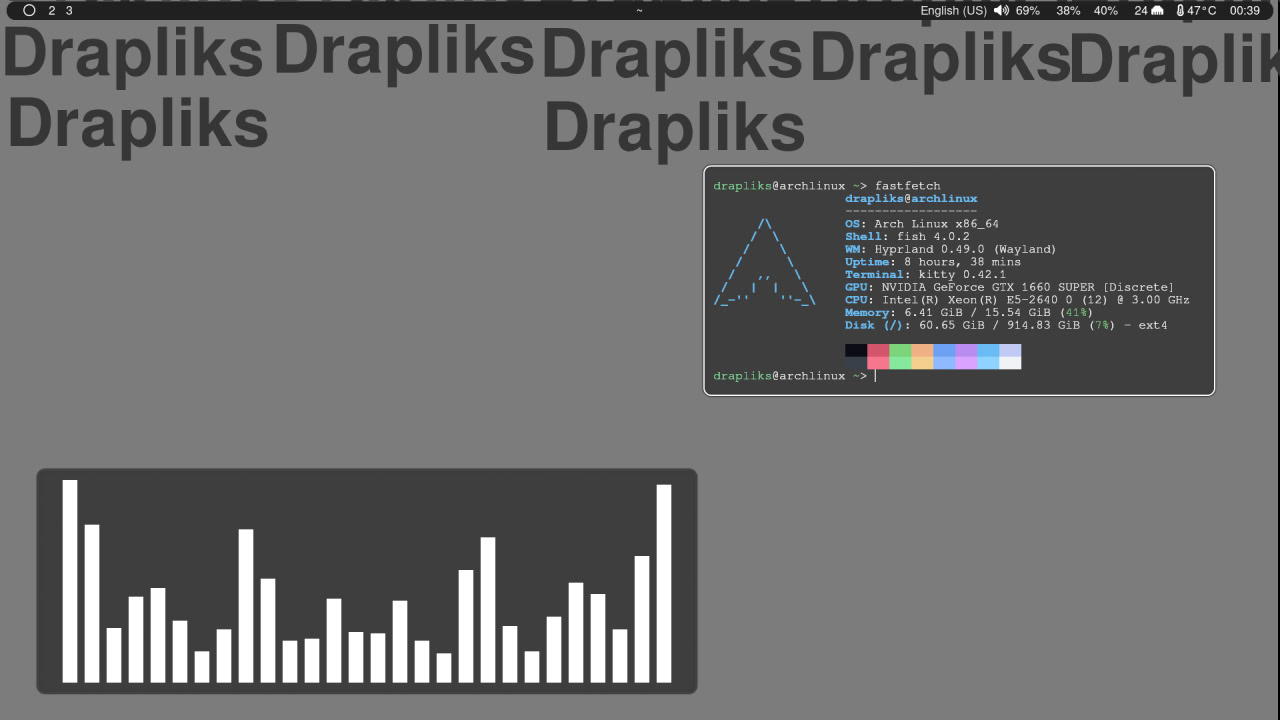 2 3 ~ English (US) 69% 38% 40% 24 47°C 00:39
Drapliks Drapliks Drapliks Drapliks Draplik
Drapliks Drapliks
drapliks@archlinux ~> fastfetch
drapliks@archlinux
------------------
OS: Arch Linux x86_64
Shell: fish 4.0.2
WM: Hyprland 0.49.0 (Wayland)
Uptime: 8 hours, 38 mins
Terminal: kitty 0.42.1
GPU: NVIDIA GeForce GTX 1660 SUPER [Discrete]
CPU: Intel(R) Xeon(R) E5-2640 0 (12) @ 3.00 GHz
Memory: 6.41 GiB / 15.54 GiB (41%)
Disk (/): 60.65 GiB / 914.83 GiB (7%) - ext4
drapliks@archlinux ~>